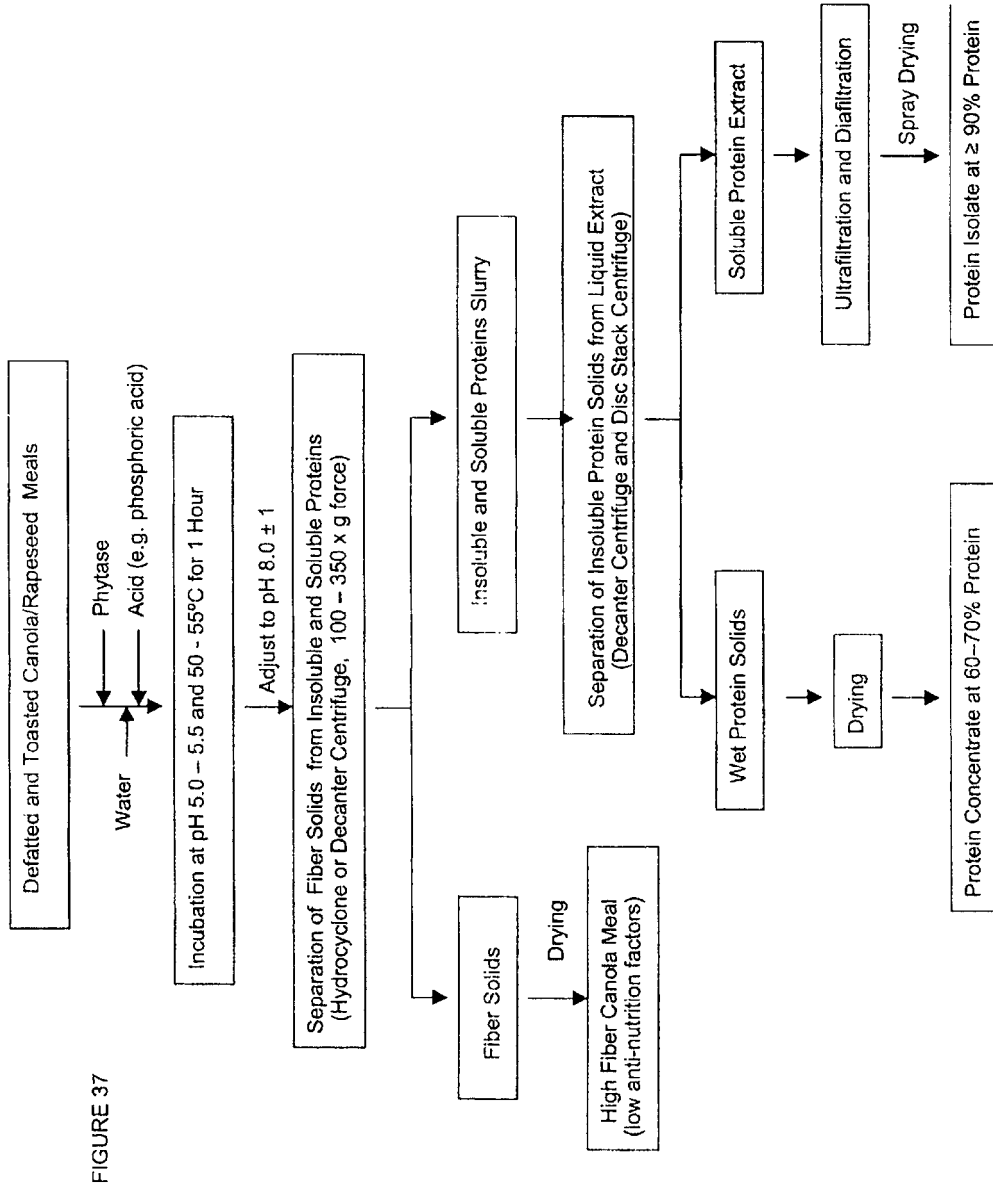 FIGURE 37
Defatted and Toasted Canola/Rapeseed Meals
Phytase
Water
Acid (e.g. phosphoric acid)
Incubation at pH 5.0 – 5.5 and 50 - 55ºC for 1 Hour
Adjust to pH 8.0 ± 1
Separation of Fiber Solids from Insoluble and Soluble Proteins
(Hydrocyclone or Decanter Centrifuge, 100 – 350 x g force)
Fiber Solids
Insoluble and Soluble Proteins Slurry
Drying
High Fiber Canola Meal
(low anti-nutrition factors)
Separation of Insoluble Protein Solids from Liquid Extract
(Decanter Centrifuge and Disc Stack Centrifuge)
Wet Protein Solids
Soluble Protein Extract
Drying
Ultrafiltration and Diafiltration
Spray Drying
Protein Concentrate at 60–70% Protein
Protein Isolate at ≥ 90% Protein